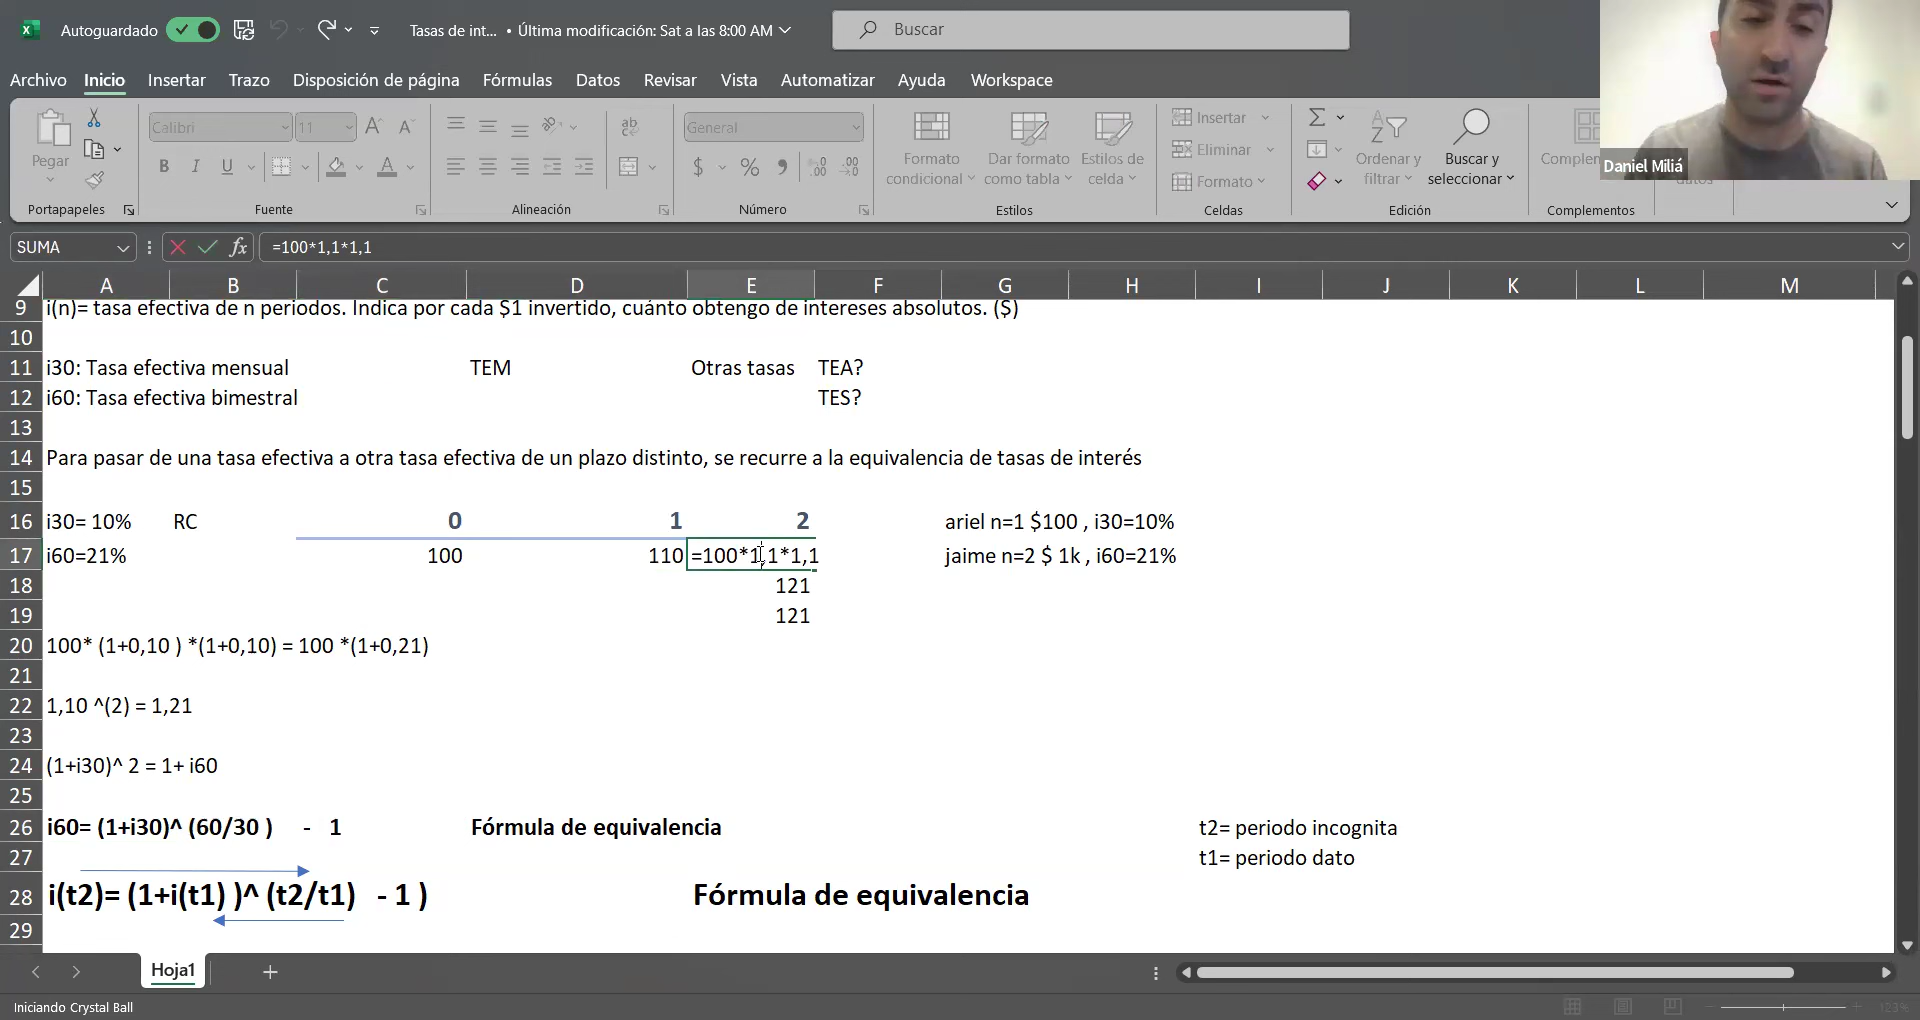 Autoguardado
Tasas de int... • Última modificación: Sat a las 8:00 AM
Buscar
Archivo Inicio Insertar Trazo Disposición de página Fórmulas Datos Revisar Vista Automatizar Ayuda Workspace
Pegar
Portapapeles
Calibri 11
N I U
Fuente
Alineación
General
$ %
Número
Formato condicional
Dar formato como tabla
Estilos de celda
Estilos
Insertar
Eliminar
Formato
Celdas
Ordenar y filtrar
Buscar y seleccionar
Edición
Complementos
datos
Daniel Miliá
SUMA fx =100*1,1*1,1
A B C D E F G H I J K L M
9 i(n)= tasa efectiva de n periodos. Indica por cada $1 invertido, cuánto obtengo de intereses absolutos. ($)
10
11 i30: Tasa efectiva mensual TEM Otras tasas TEA?
12 i60: Tasa efectiva bimestral TES?
13
14 Para pasar de una tasa efectiva a otra tasa efectiva de un plazo distinto, se recurre a la equivalencia de tasas de interés
15
16 i30= 10% RC 0 1 2 ariel n=1 $100 , i30=10%
17 i60=21% 100 110 =100*1,1*1,1 jaime n=2 $ 1k , i60=21%
18 121
19 121
20 100* (1+0,10 ) *(1+0,10) = 100 *(1+0,21)
21
22 1,10 ^(2) = 1,21
23
24 (1+i30)^ 2 = 1+ i60
25
26 i60= (1+i30)^ (60/30 ) - 1 Fórmula de equivalencia t2= periodo incognita
27 t1= periodo dato
28 i(t2)= (1+i(t1) )^ (t2/t1) - 1 ) Fórmula de equivalencia
29
Hoja1
Iniciando Crystal Ball